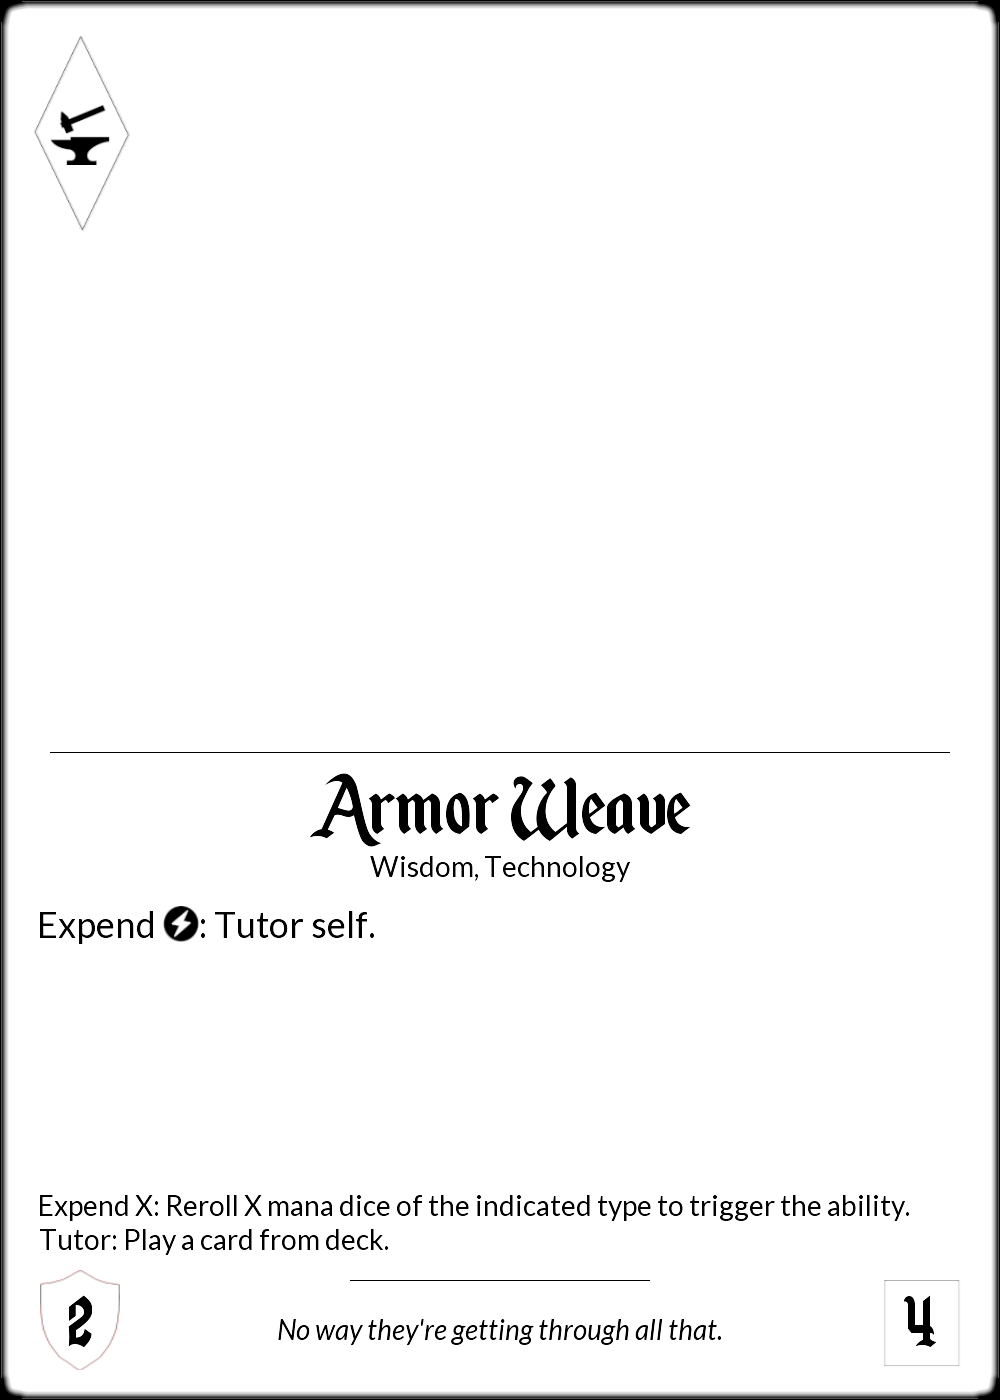 Armor Weave
Wisdom, Technology
Expend : Tutor self.
Expend X: Reroll X mana dice of the indicated type to trigger the ability.
Tutor: Play a card from deck.
2
No way they're getting through all that.
4